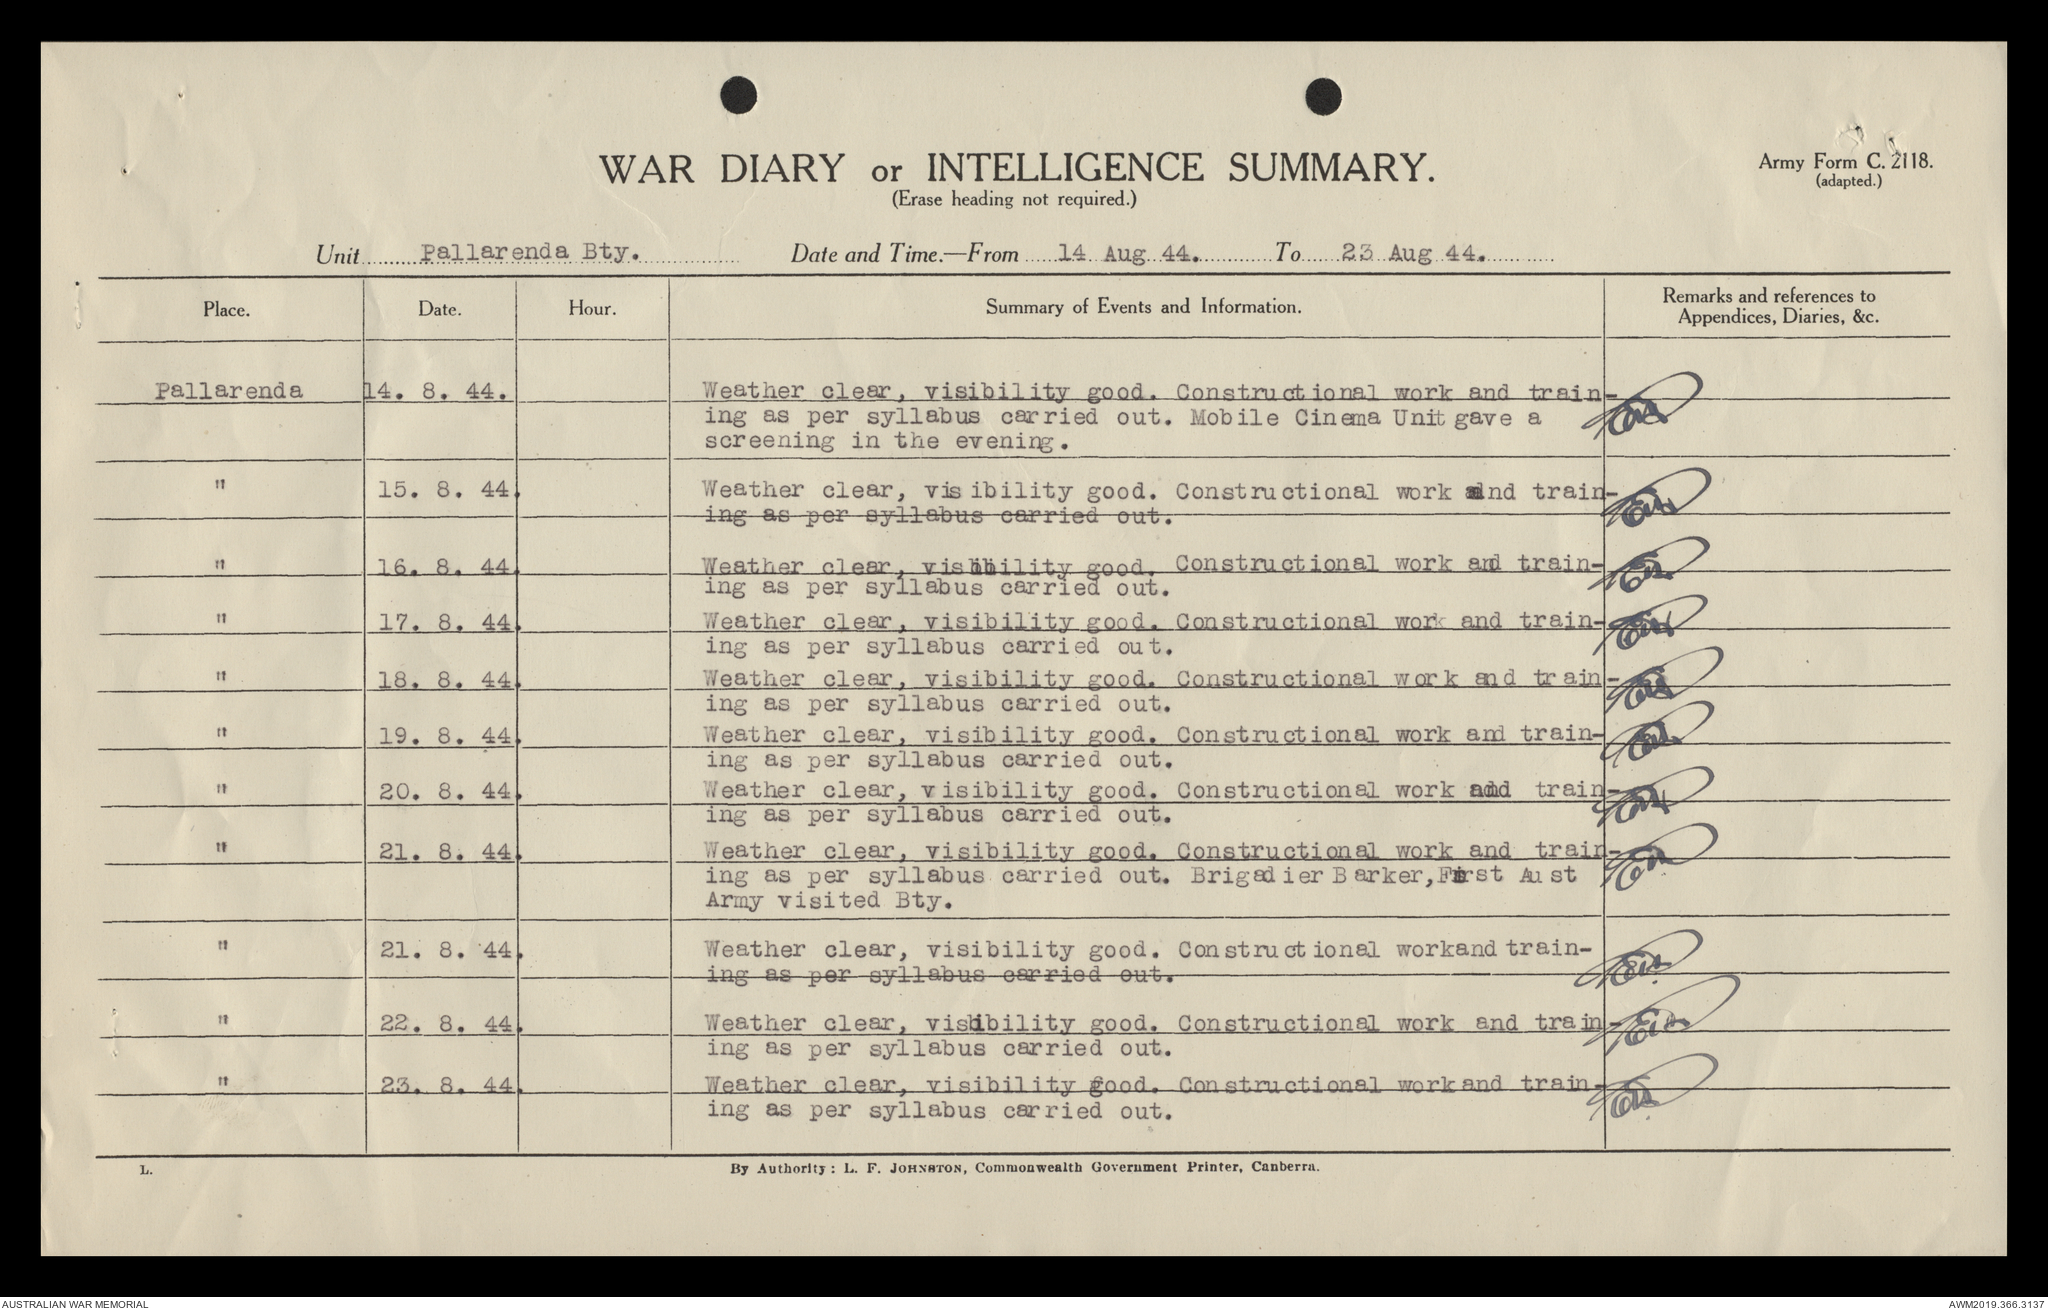 WAR DIARY or INTELLIGENCE SUMMARY.
(Erase heading not required.)
Army Form C. 2118.
(adapted.)
Unit Pallarenda Bty. Date and Time.—From 14 Aug 44. To 23 Aug 44.
Place. Date. Hour. Summary of Events and Information. Remarks and references to
Appendices, Diaries, &c.
Pallarenda 14. 8. 44. Weather clear, visibility good. Constructional work and train-
ing as per syllabus carried out. Mobile Cinema Unit gave a
screening in the evening.
" 15. 8. 44. Weather clear, visibility good. Constructional work and train-
ing as per syllabus carried out.
" 16. 8. 44. Weather clear, visibility good. Constructional work and train-
ing as per syllabus carried out.
" 17. 8. 44. Weather clear, visibility good. Constructional work and train-
ing as per syllabus carried out.
" 18. 8. 44. Weather clear, visibility good. Constructional work and train-
ing as per syllabus carried out.
" 19. 8. 44. Weather clear, visibility good. Constructional work and train-
ing as per syllabus carried out.
" 20. 8. 44. Weather clear, visibility good. Constructional work and train-
ing as per syllabus carried out.
" 21. 8. 44. Weather clear, visibility good. Constructional work and train-
ing as per syllabus carried out. Brigadier Barker, First Aust
Army visited Bty.
" 21. 8. 44. Weather clear, visibility good. Constructional work and train-
ing as per syllabus carried out.
" 22. 8. 44. Weather clear, visibility good. Constructional work and train-
ing as per syllabus carried out.
" 23. 8. 44. Weather clear, visibility good. Constructional work and train-
ing as per syllabus carried out.
L. By Authority: L. F. JOHNSTON, Commonwealth Government Printer, Canberra.
AUSTRALIAN WAR MEMORIAL AWM2019.366.3137